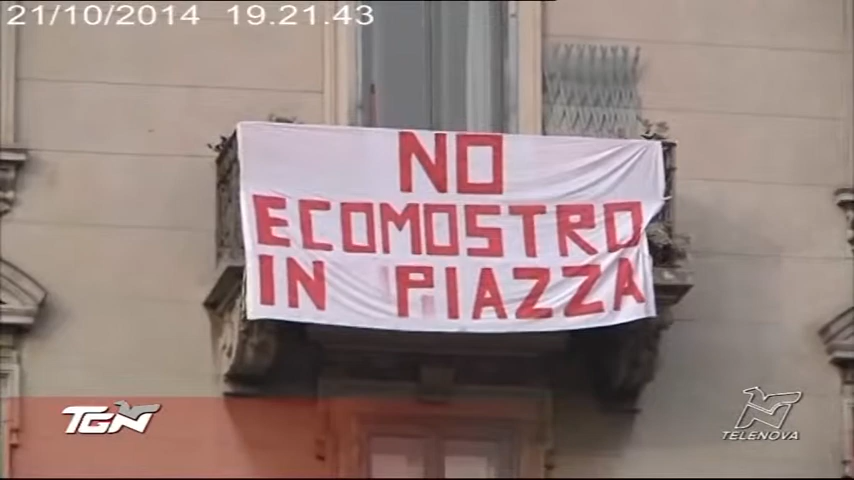 21/10/2014 19.21.43
NO
ECOMOSTRO
IN PIAZZA
TGN
TELENOVA